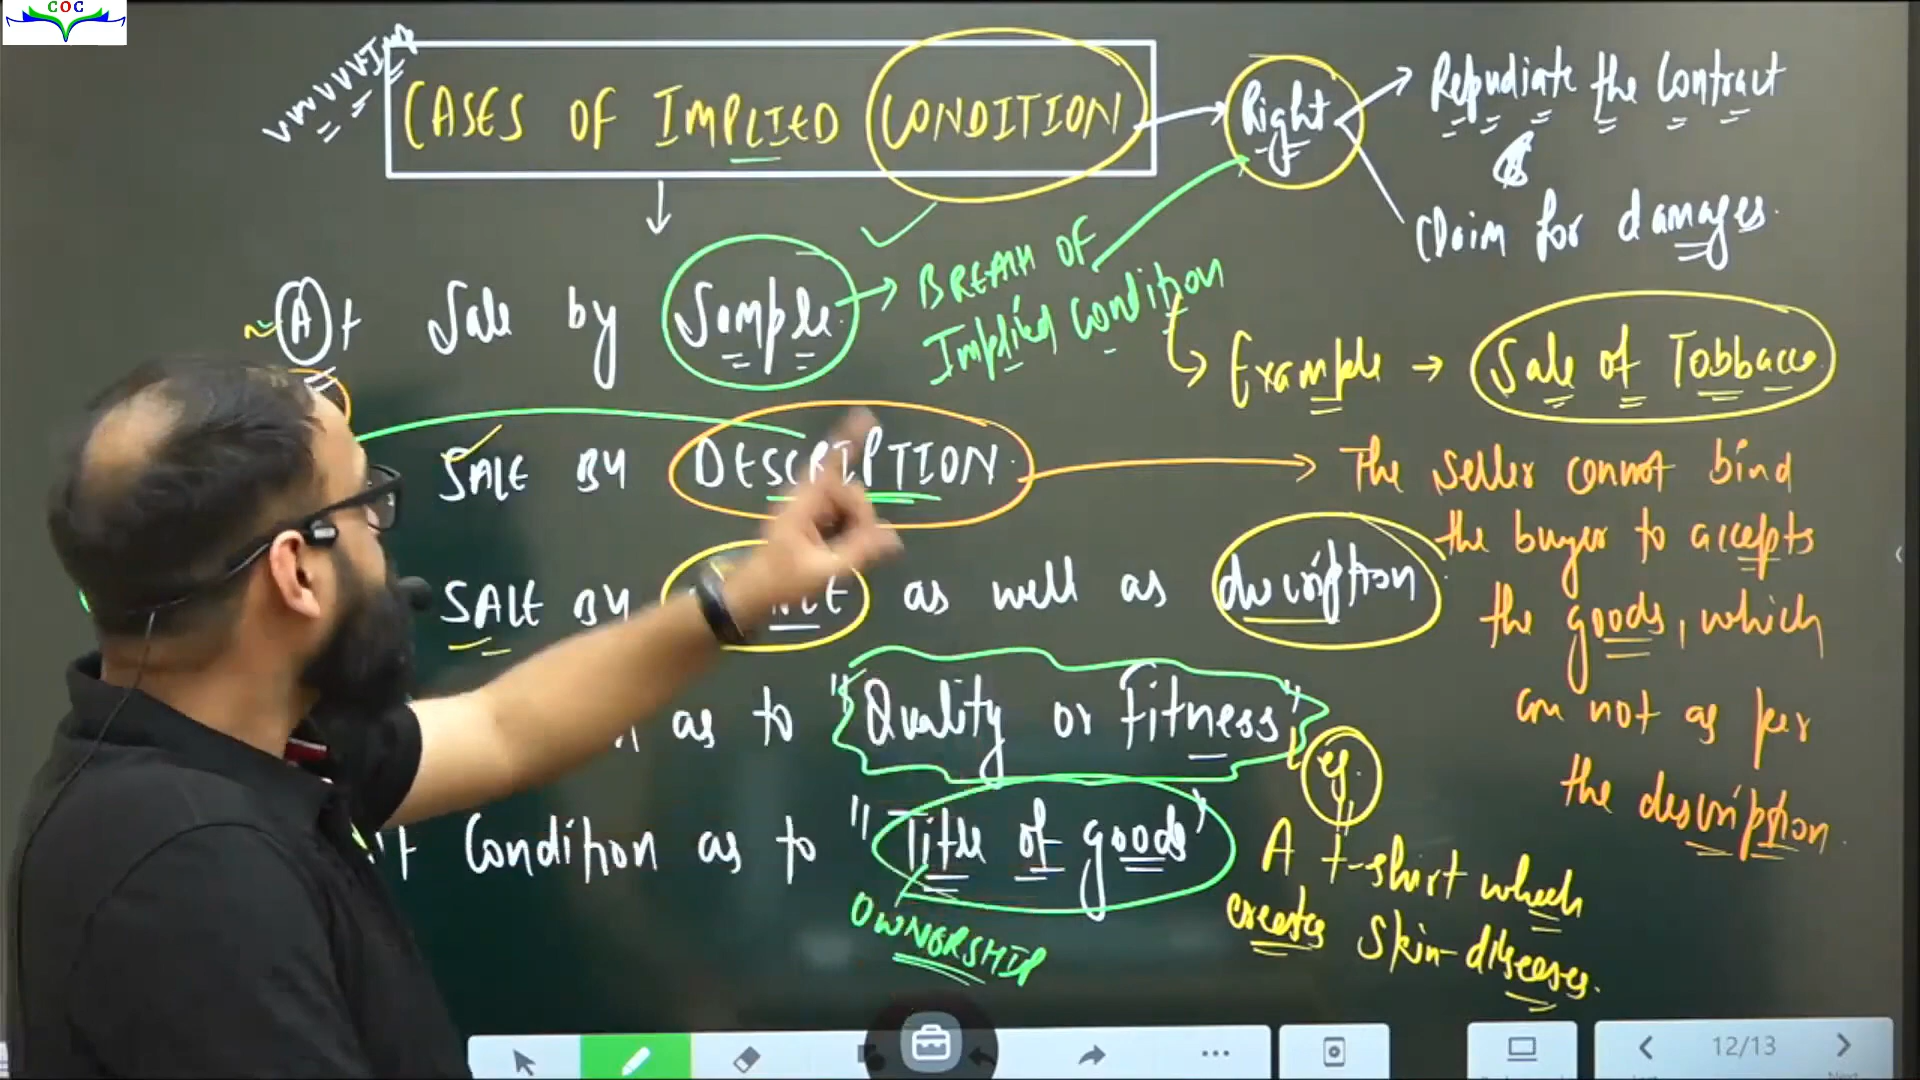 COC
VVVVVVImp
CASES OF IMPLIED CONDITION
Right
Repudiate the Contract
&
Claim for damages.
At Sale by Sample
BREAH OF
Implied Condition
Example → Sale of Tobbacco
SALE BY DESCRIPTION
The Seller cannot bind
the buyer to accepts
the goods, which
are not as per
the description.
SALE BY as well as description
as to "Quality or Fitness"
eg.
A t-shirt which
creates Skin-diseases.
Condition as to "Title of goods"
OWNERSHIP
12/13